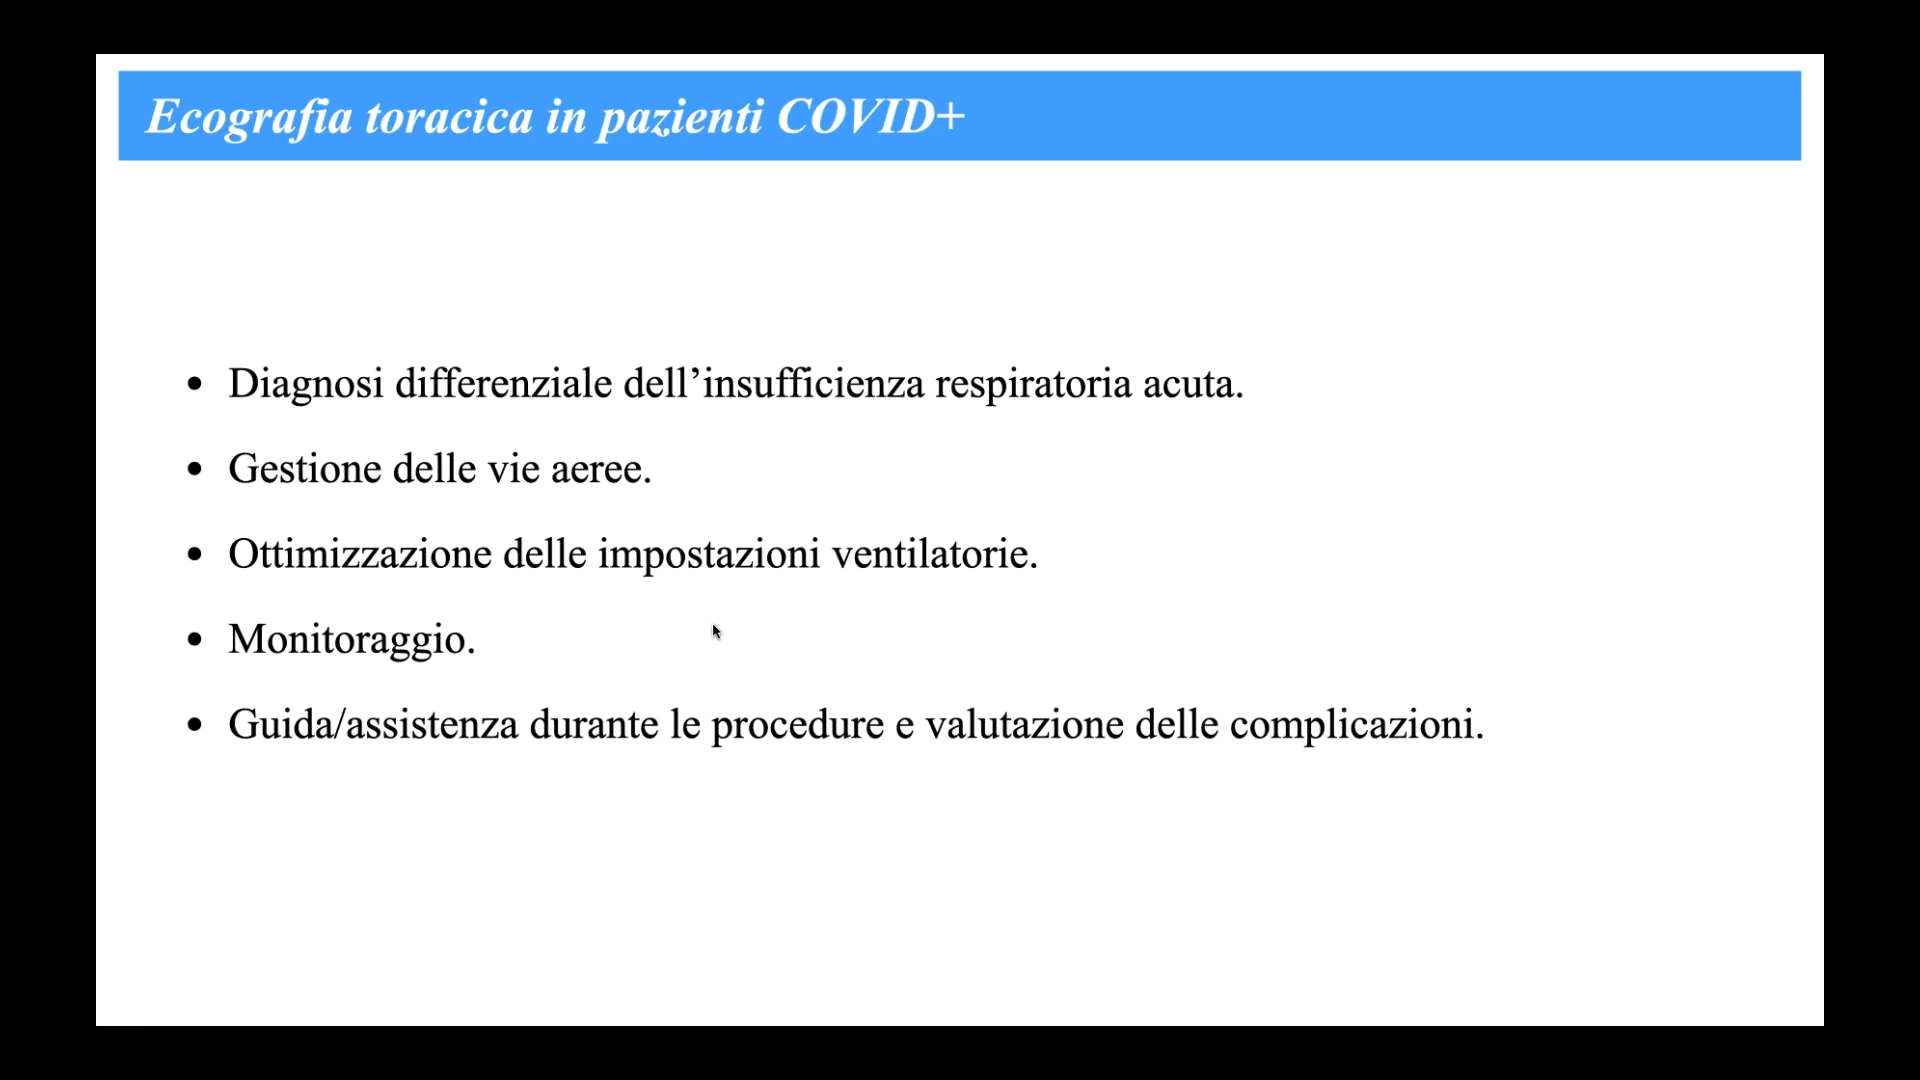 Ecografia toracica in pazienti COVID+
• Diagnosi differenziale dell’insufficienza respiratoria acuta.
• Gestione delle vie aeree.
• Ottimizzazione delle impostazioni ventilatorie.
• Monitoraggio.
• Guida/assistenza durante le procedure e valutazione delle complicazioni.